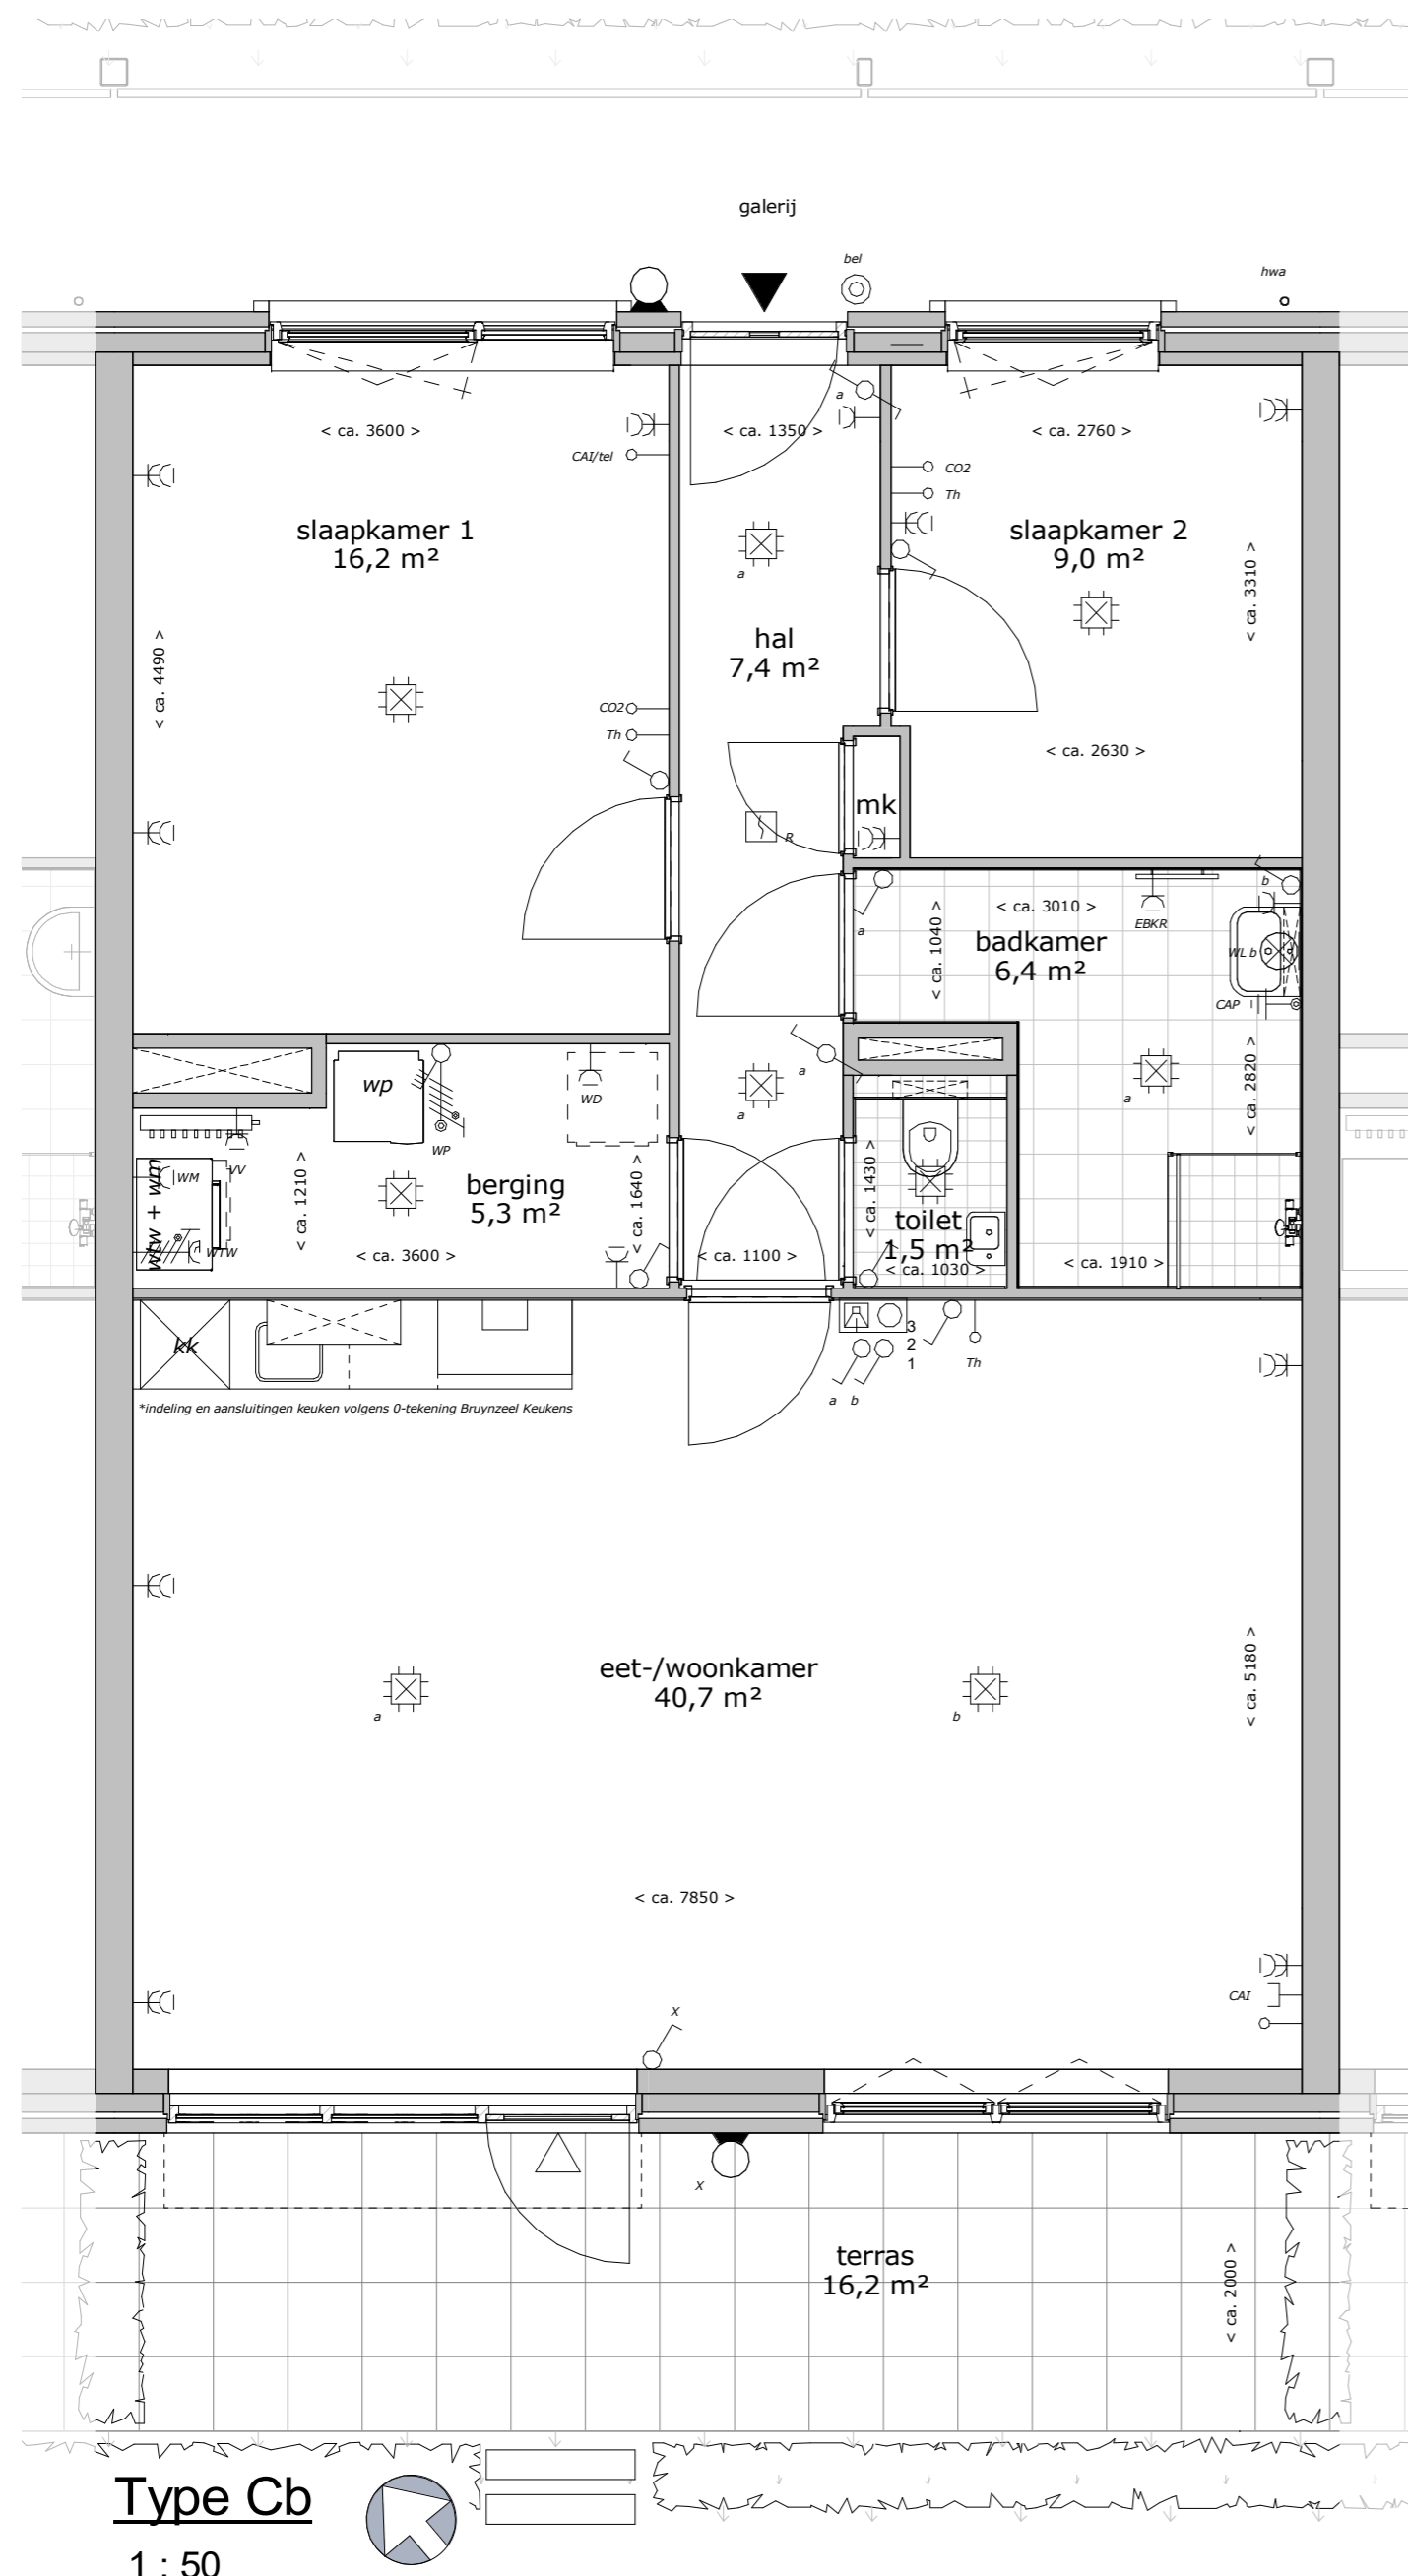 galerij
bel
hwa
a
< ca. 3600 >
< ca. 1350 >
< ca. 2760 >
CAI/tel
CO2
Th
slaapkamer 1
16,2 m²
slaapkamer 2
9,0 m²
< ca. 3310 >
a
hal
7,4 m²
< ca. 4490 >
CO2
Th
< ca. 2630 >
mk
R
b
< ca. 3010 >
EBKR
a
< ca. 1040 >
badkamer
6,4 m²
WL b
CAP
< ca. 2820 >
a
a
a
wp
WD
WP
VV
WM
wtw + wm
WTW
< ca. 1210 >
berging
5,3 m²
< ca. 1640 >
< ca. 3600 >
< ca. 1100 >
< ca. 1430 >
toilet
1,5 m²
< ca. 1030 >
< ca. 1910 >
kk
3
2
1
Th
a
b
*indeling en aansluitingen keuken volgens 0-tekening Bruynzeel Keukens
eet-/woonkamer
40,7 m²
a
b
< ca. 5180 >
< ca. 7850 >
CAI
X
X
terras
16,2 m²
< ca. 2000 >
Type Cb
1 : 50